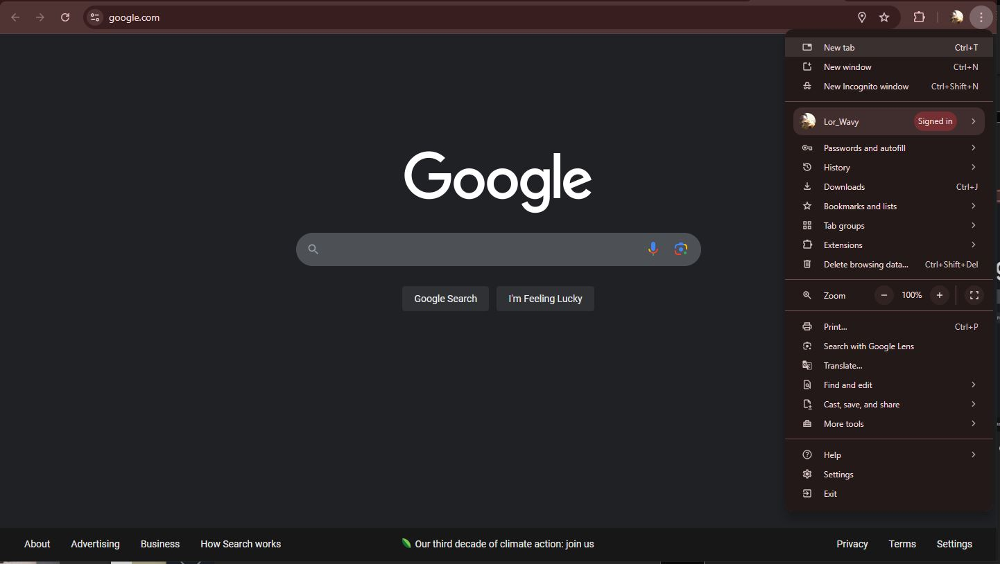 google.com
New tab Ctrl+T
New window Ctrl+N
New Incognito window Ctrl+Shift+N
Lor_Wavy Signed in
Passwords and autofill
History
Downloads Ctrl+J
Bookmarks and lists
Tab groups
Extensions
Delete browsing data... Ctrl+Shift+Del
Zoom − 100% +
Print... Ctrl+P
Search with Google Lens
Translate...
Find and edit
Cast, save, and share
More tools
Help
Settings
Exit
Google
Google Search I'm Feeling Lucky
About Advertising Business How Search works Our third decade of climate action: join us Privacy Terms Settings